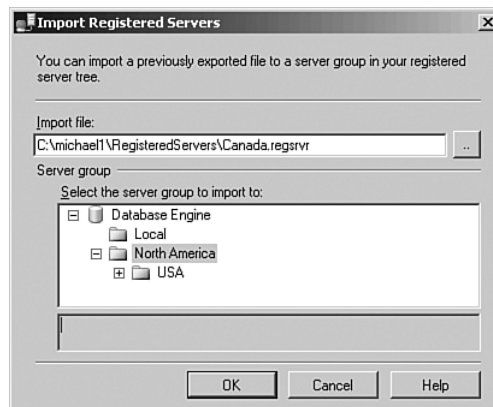 Import Registered Servers
You can import a previously exported file to a server group in your registered
server tree.
Import file:
C:\michael1\RegisteredServers\Canada.regsrvr
..
Server group
Select the server group to import to:
Database Engine
Local
North America
USA
OK Cancel Help